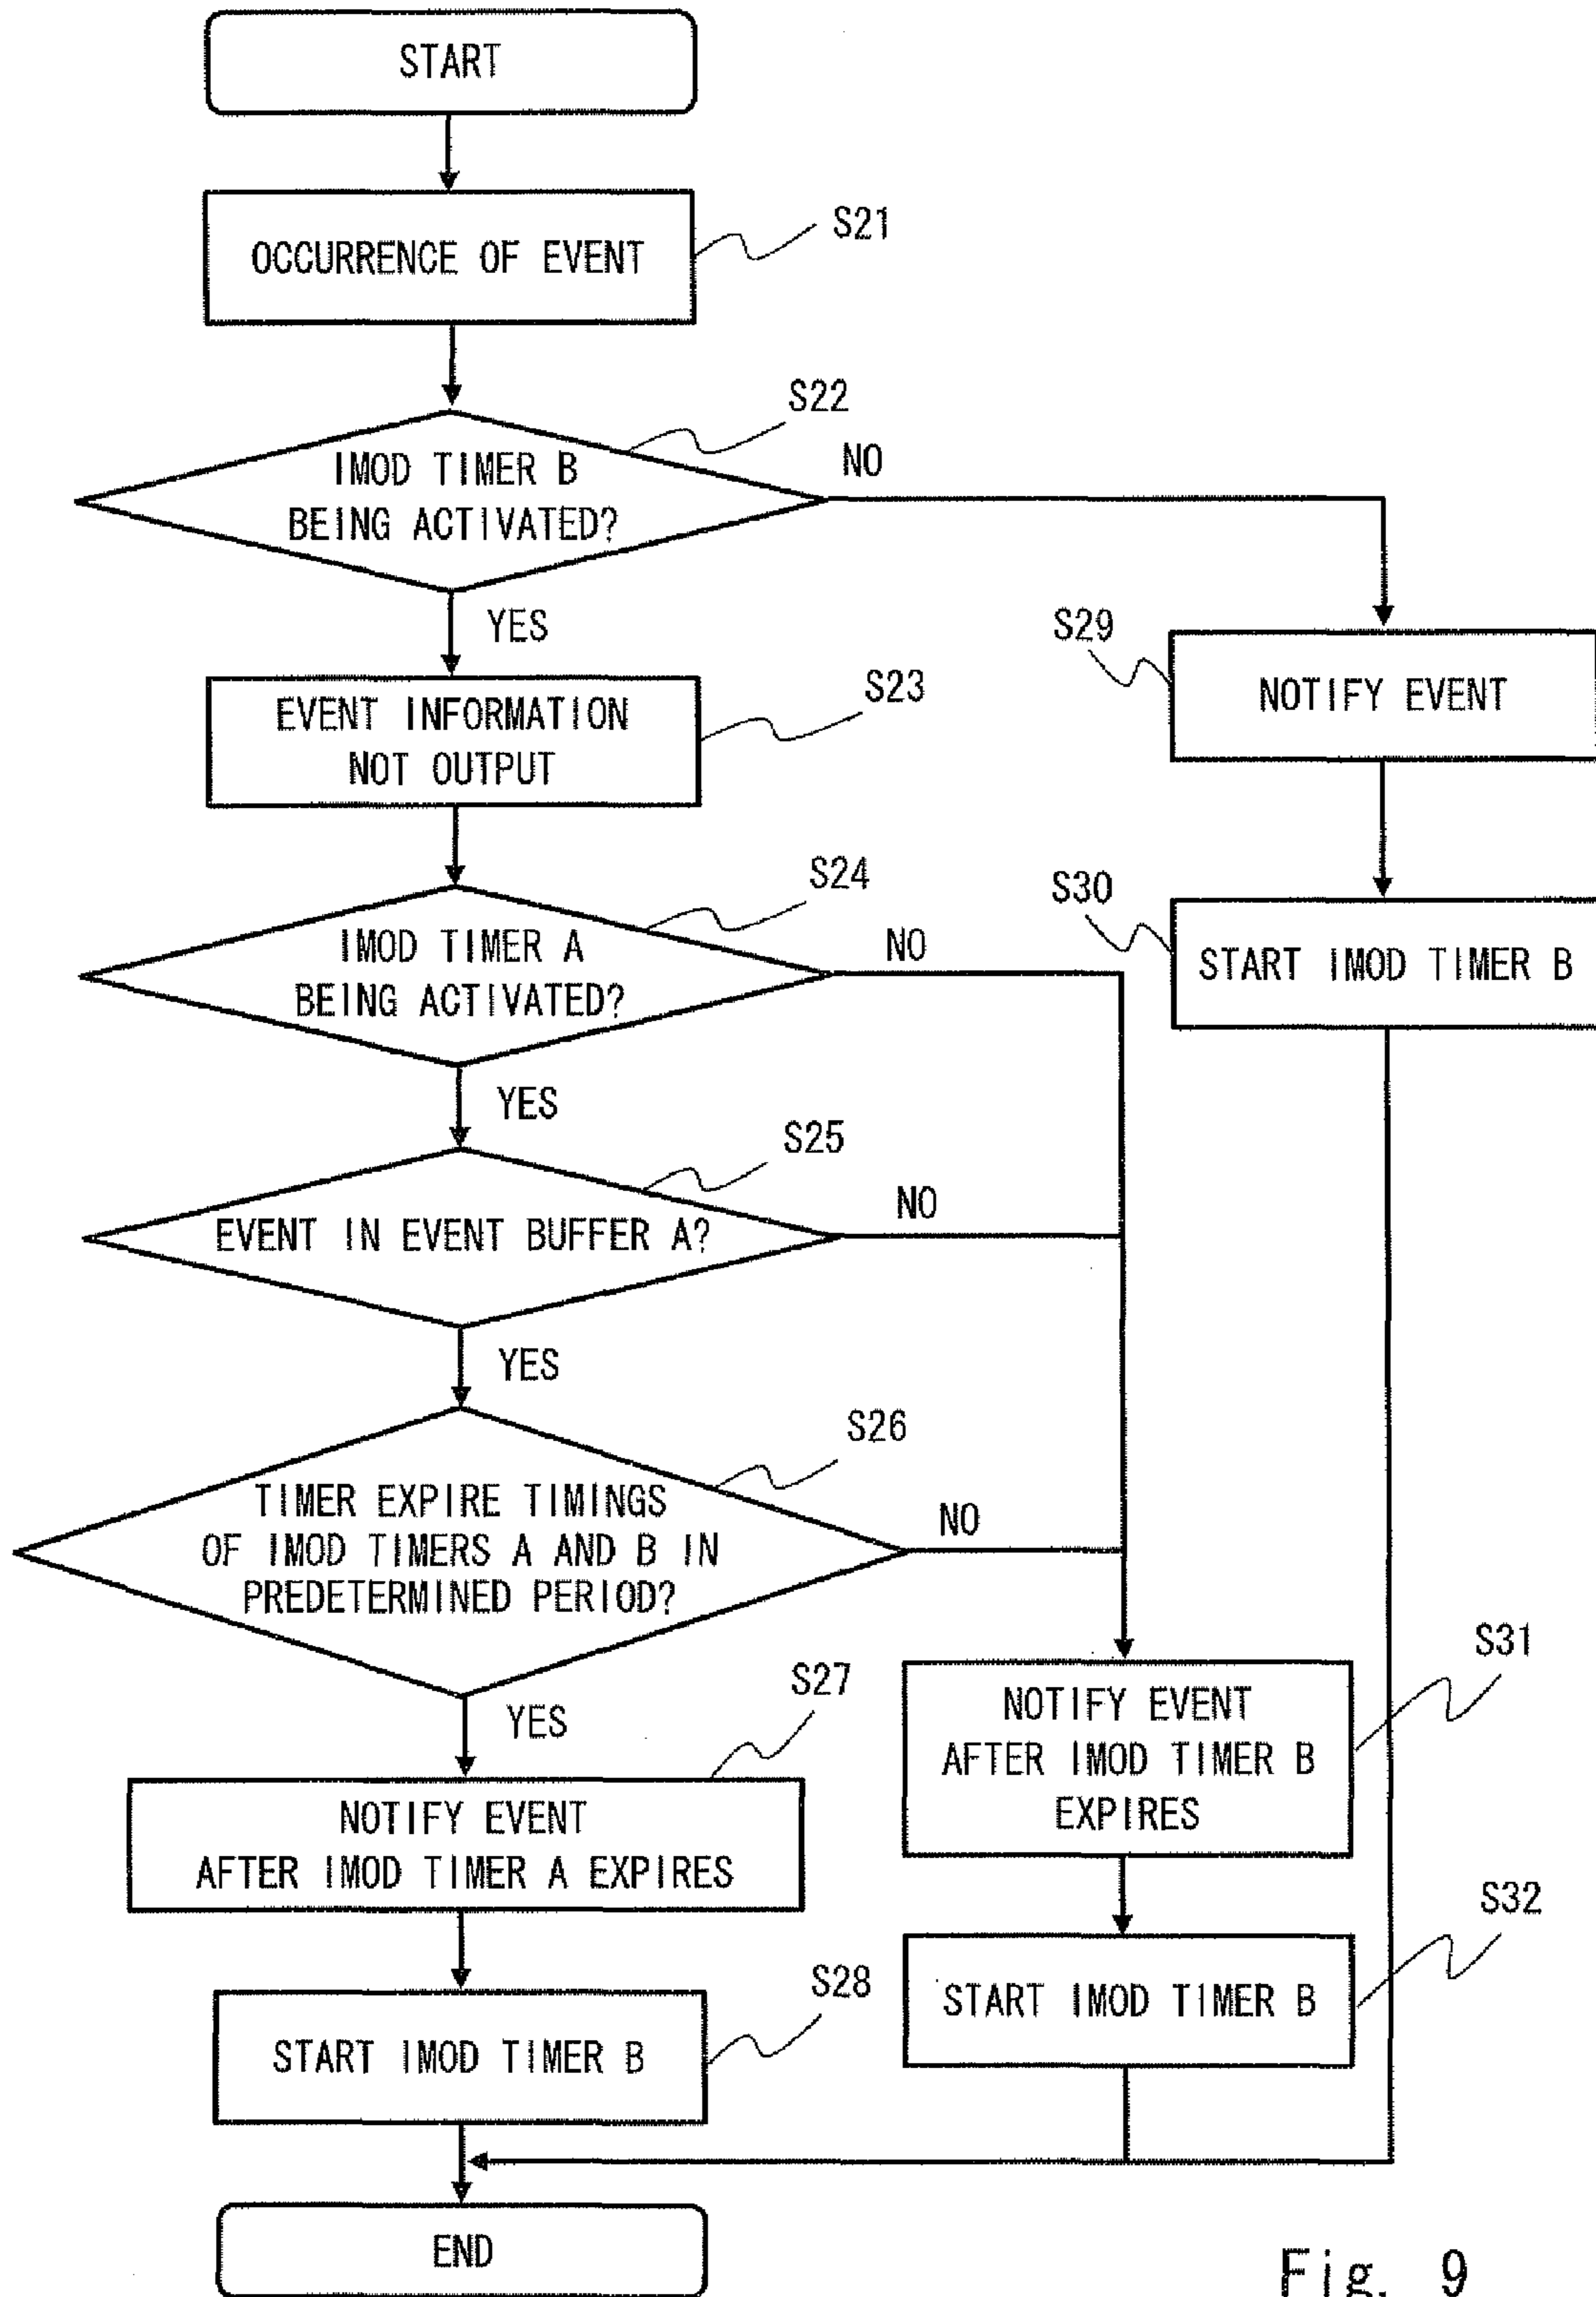 START
OCCURRENCE OF EVENT
S21
S22
IMOD TIMER B
BEING ACTIVATED?
NO
YES
S23
EVENT INFORMATION
NOT OUTPUT
S29
NOTIFY EVENT
S24
IMOD TIMER A
BEING ACTIVATED?
NO
YES
S30
START IMOD TIMER B
S25
EVENT IN EVENT BUFFER A?
NO
YES
S26
TIMER EXPIRE TIMINGS
OF IMOD TIMERS A AND B IN
PREDETERMINED PERIOD?
NO
YES
S27
NOTIFY EVENT
AFTER IMOD TIMER A EXPIRES
S31
NOTIFY EVENT
AFTER IMOD TIMER B
EXPIRES
S28
START IMOD TIMER B
S32
START IMOD TIMER B
END
Fig. 9